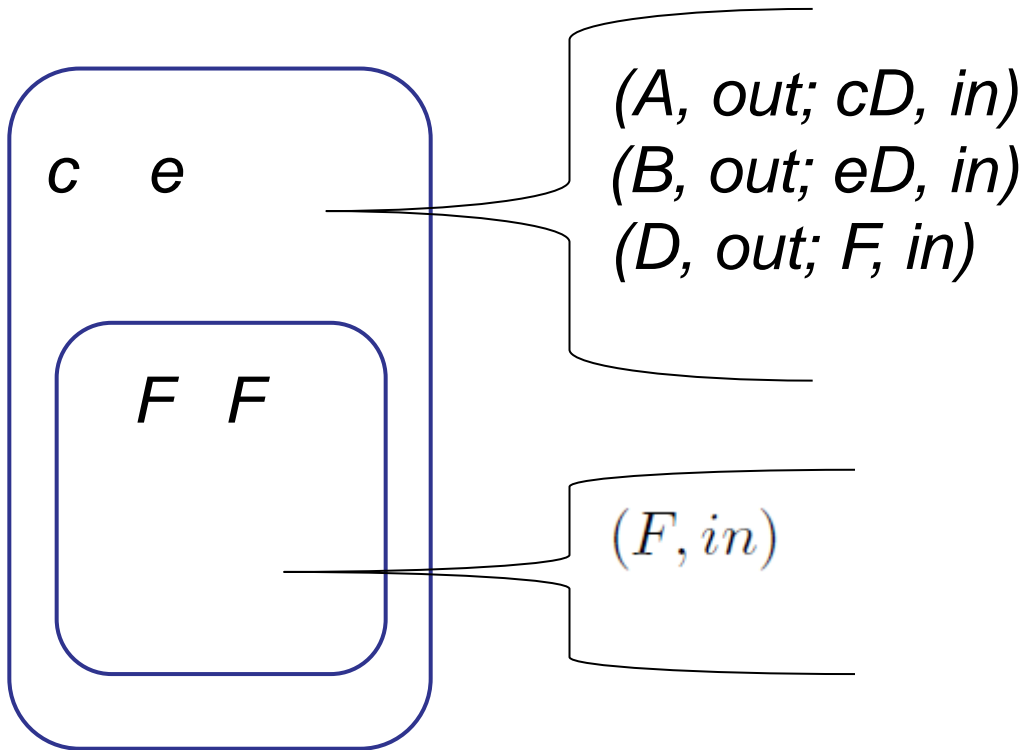 (A, out; cD, in)
c e
(B, out; eD, in)
(D, out; F, in)
F F
(F, in)